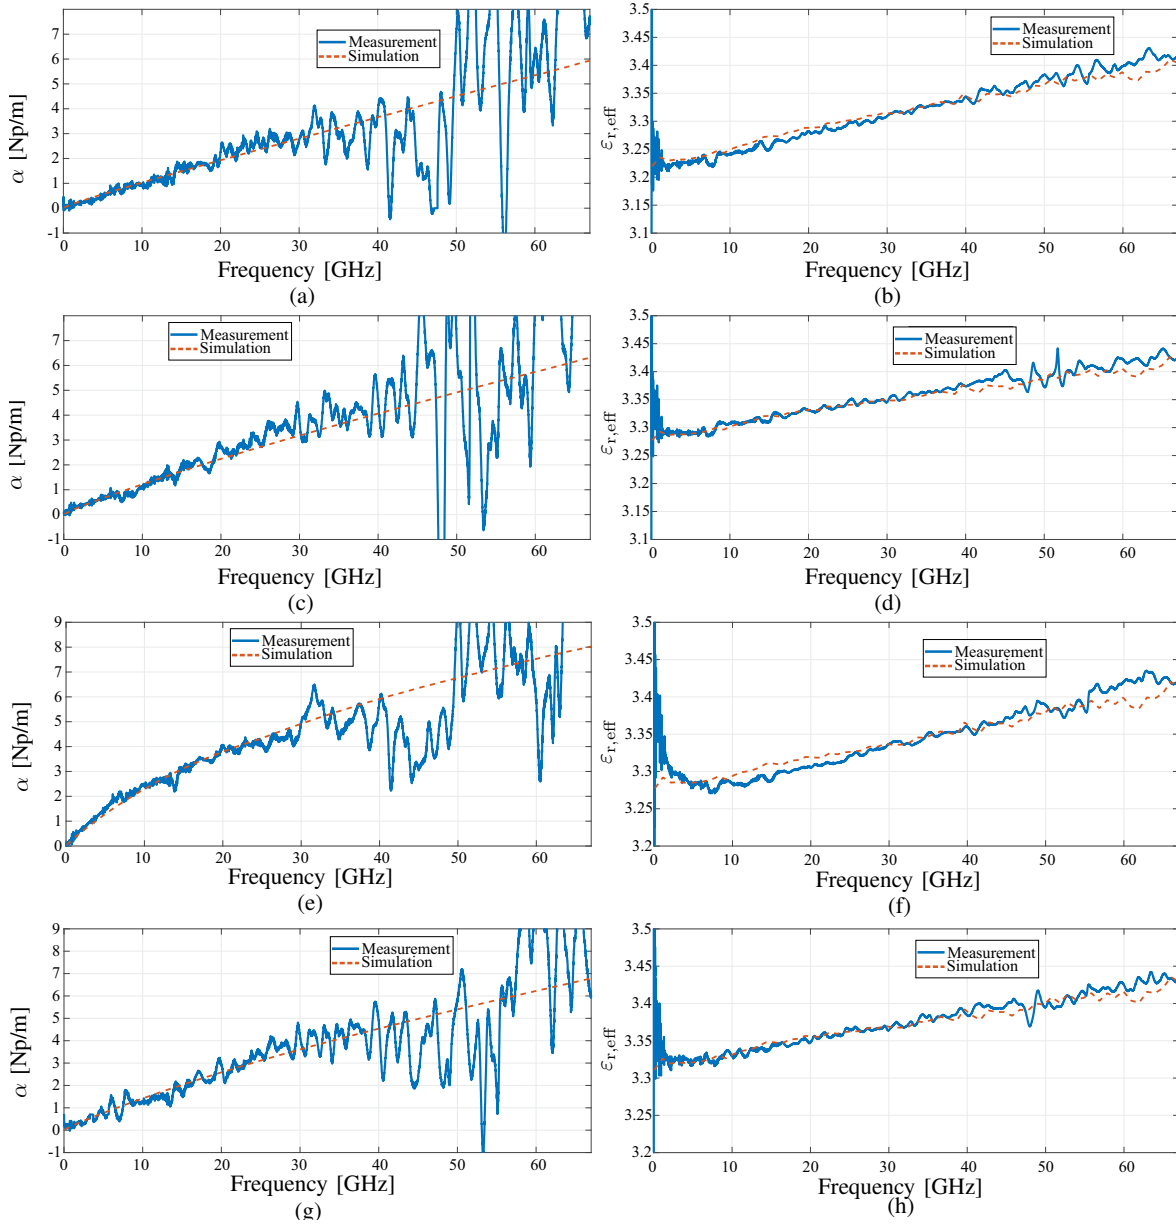 8
7
6
5
4
3
2
1
0
-1
α [Np/m]
Measurement
Simulation
0 10 20 30 40 50 60
Frequency [GHz]
(a)
3.5
3.45
3.4
3.35
3.3
3.25
3.2
3.15
3.1
εr,eff
Measurement
Simulation
0 10 20 30 40 50 60
Frequency [GHz]
(b)
7
6
5
4
3
2
1
0
-1
α [Np/m]
Measurement
Simulation
0 10 20 30 40 50 60
Frequency [GHz]
(c)
3.5
3.45
3.4
3.35
3.3
3.25
3.2
3.15
3.1
εr,eff
Measurement
Simulation
0 10 20 30 40 50 60
Frequency [GHz]
(d)
9
8
7
6
5
4
3
2
1
0
α [Np/m]
Measurement
Simulation
0 10 20 30 40 50 60
Frequency [GHz]
(e)
3.5
3.45
3.4
3.35
3.3
3.25
3.2
εr,eff
Measurement
Simulation
0 10 20 30 40 50 60
Frequency [GHz]
(f)
9
8
7
6
5
4
3
2
1
0
-1
α [Np/m]
Measurement
Simulation
0 10 20 30 40 50 60
Frequency [GHz]
(g)
3.5
3.45
3.4
3.35
3.3
3.25
3.2
εr,eff
Measurement
Simulation
0 10 20 30 40 50 60
Frequency [GHz]
(h)